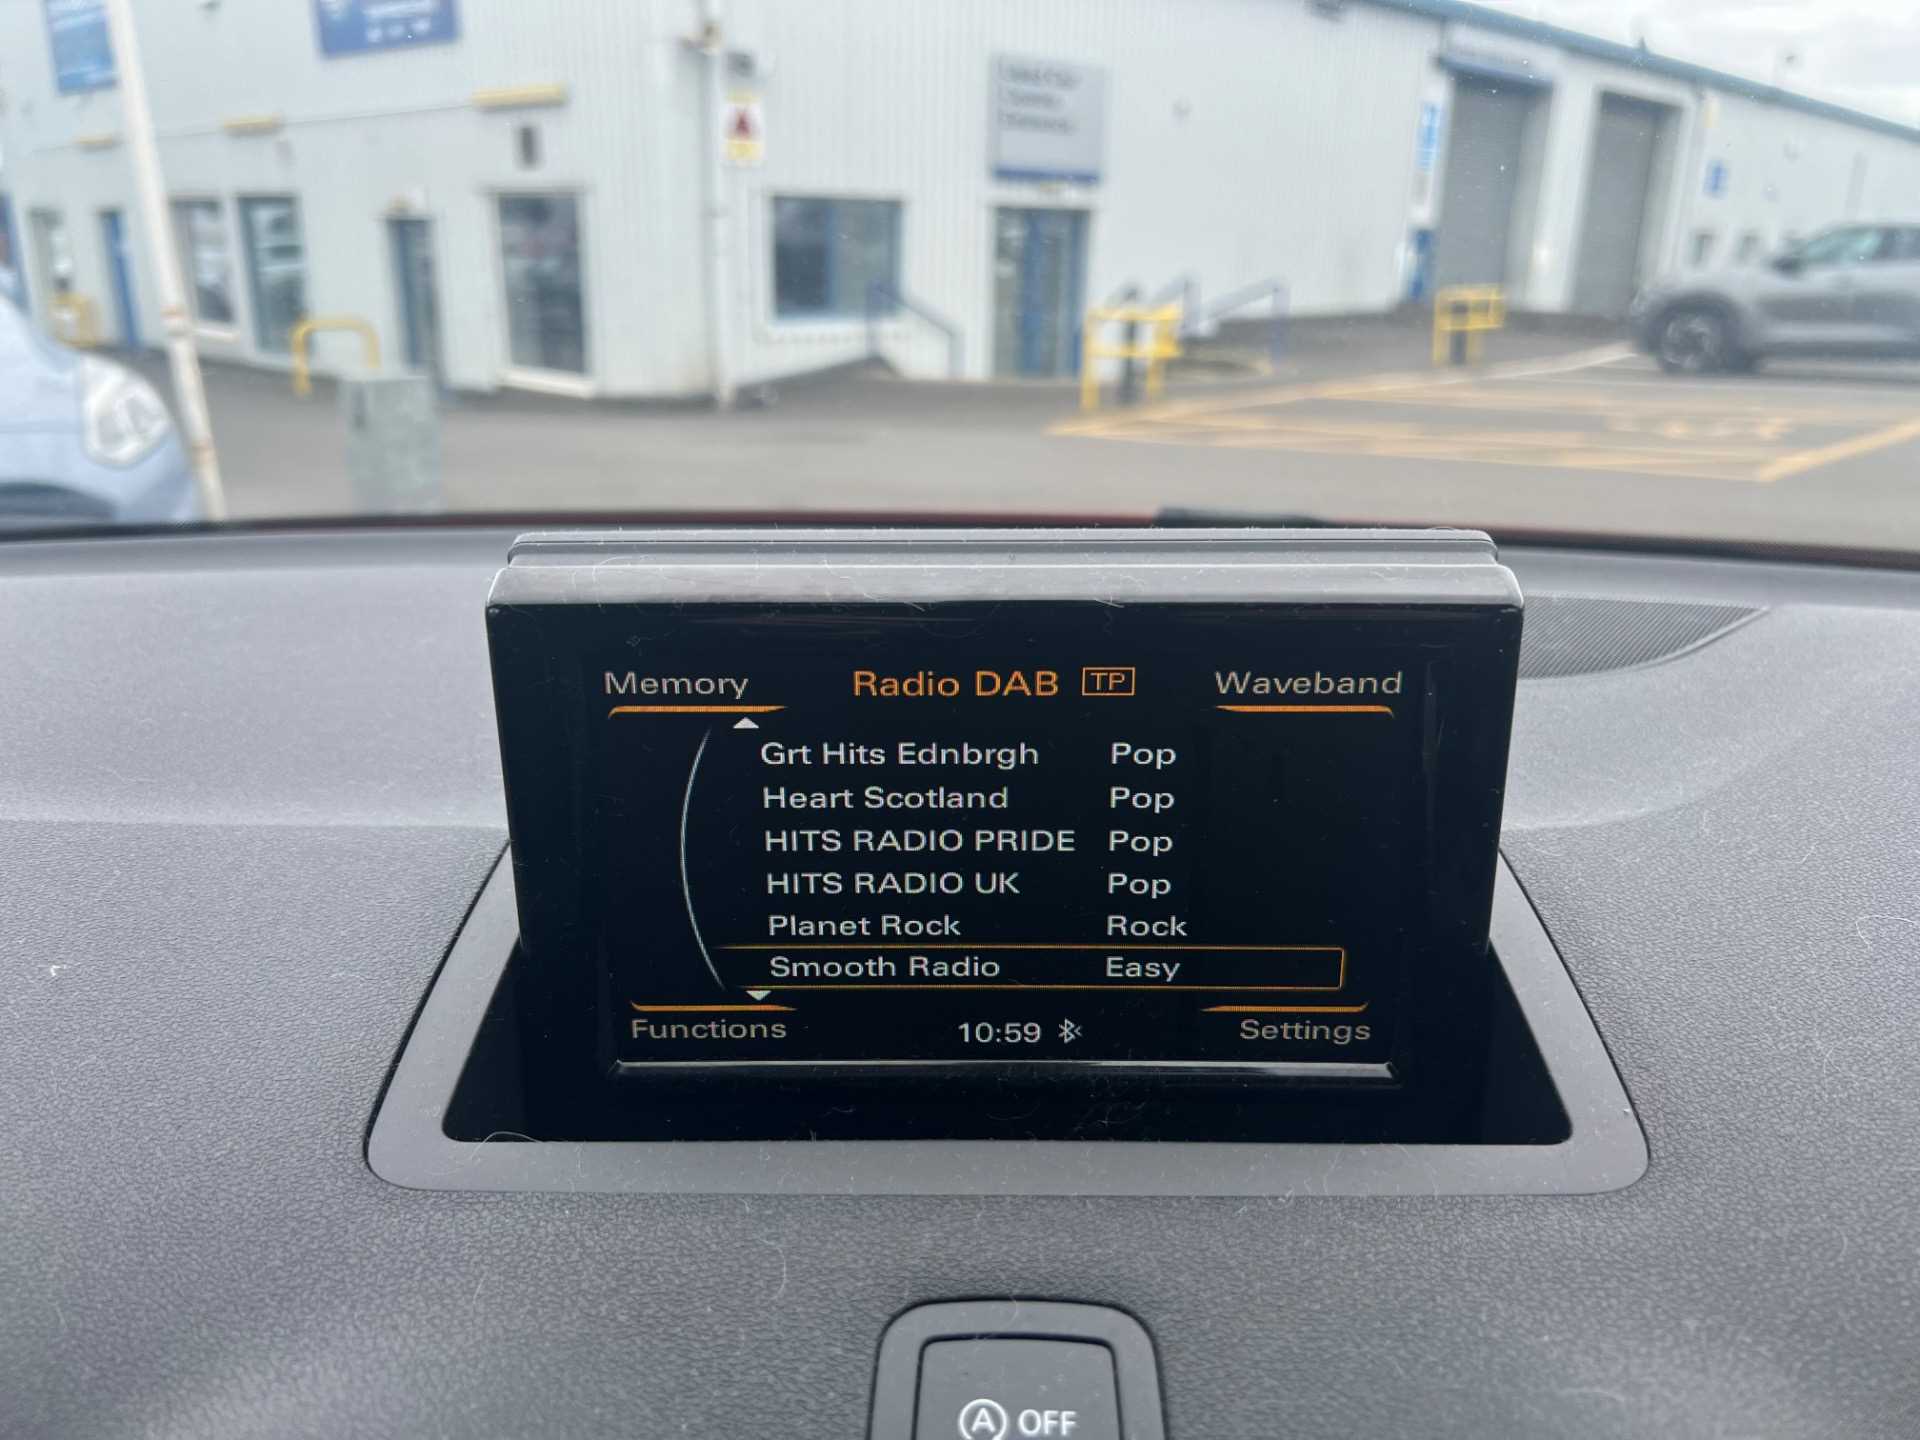 Memory Radio DAB TP Waveband
Grt Hits Ednbrgh Pop
Heart Scotland Pop
HITS RADIO PRIDE Pop
HITS RADIO UK Pop
Planet Rock Rock
Smooth Radio Easy
Functions 10:59 Settings
A OFF